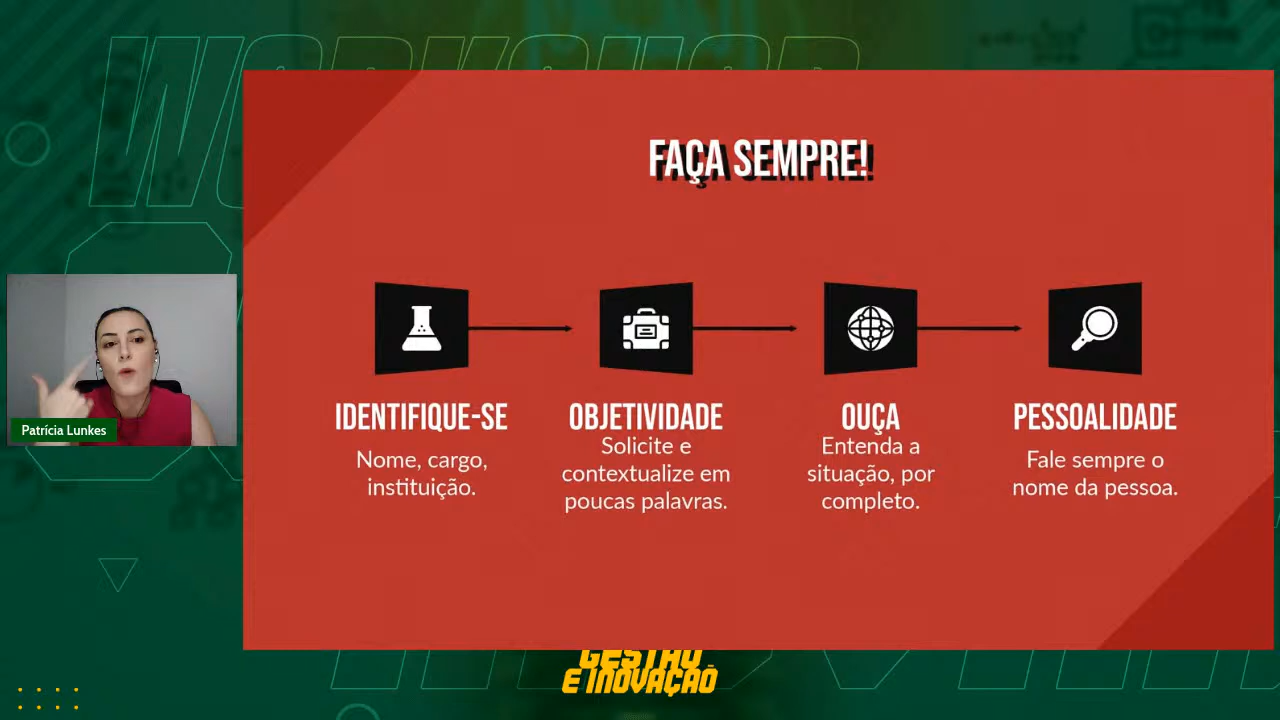 WORKSHOP
FAÇA SEMPRE!
IDENTIFIQUE-SE
Nome, cargo,
instituição.
OBJETIVIDADE
Solicite e
contextualize em
poucas palavras.
OUÇA
Entenda a
situação, por
completo.
PESSOALIDADE
Fale sempre o
nome da pessoa.
Patrícia Lunkes
GESTÃO
E INOVAÇÃO